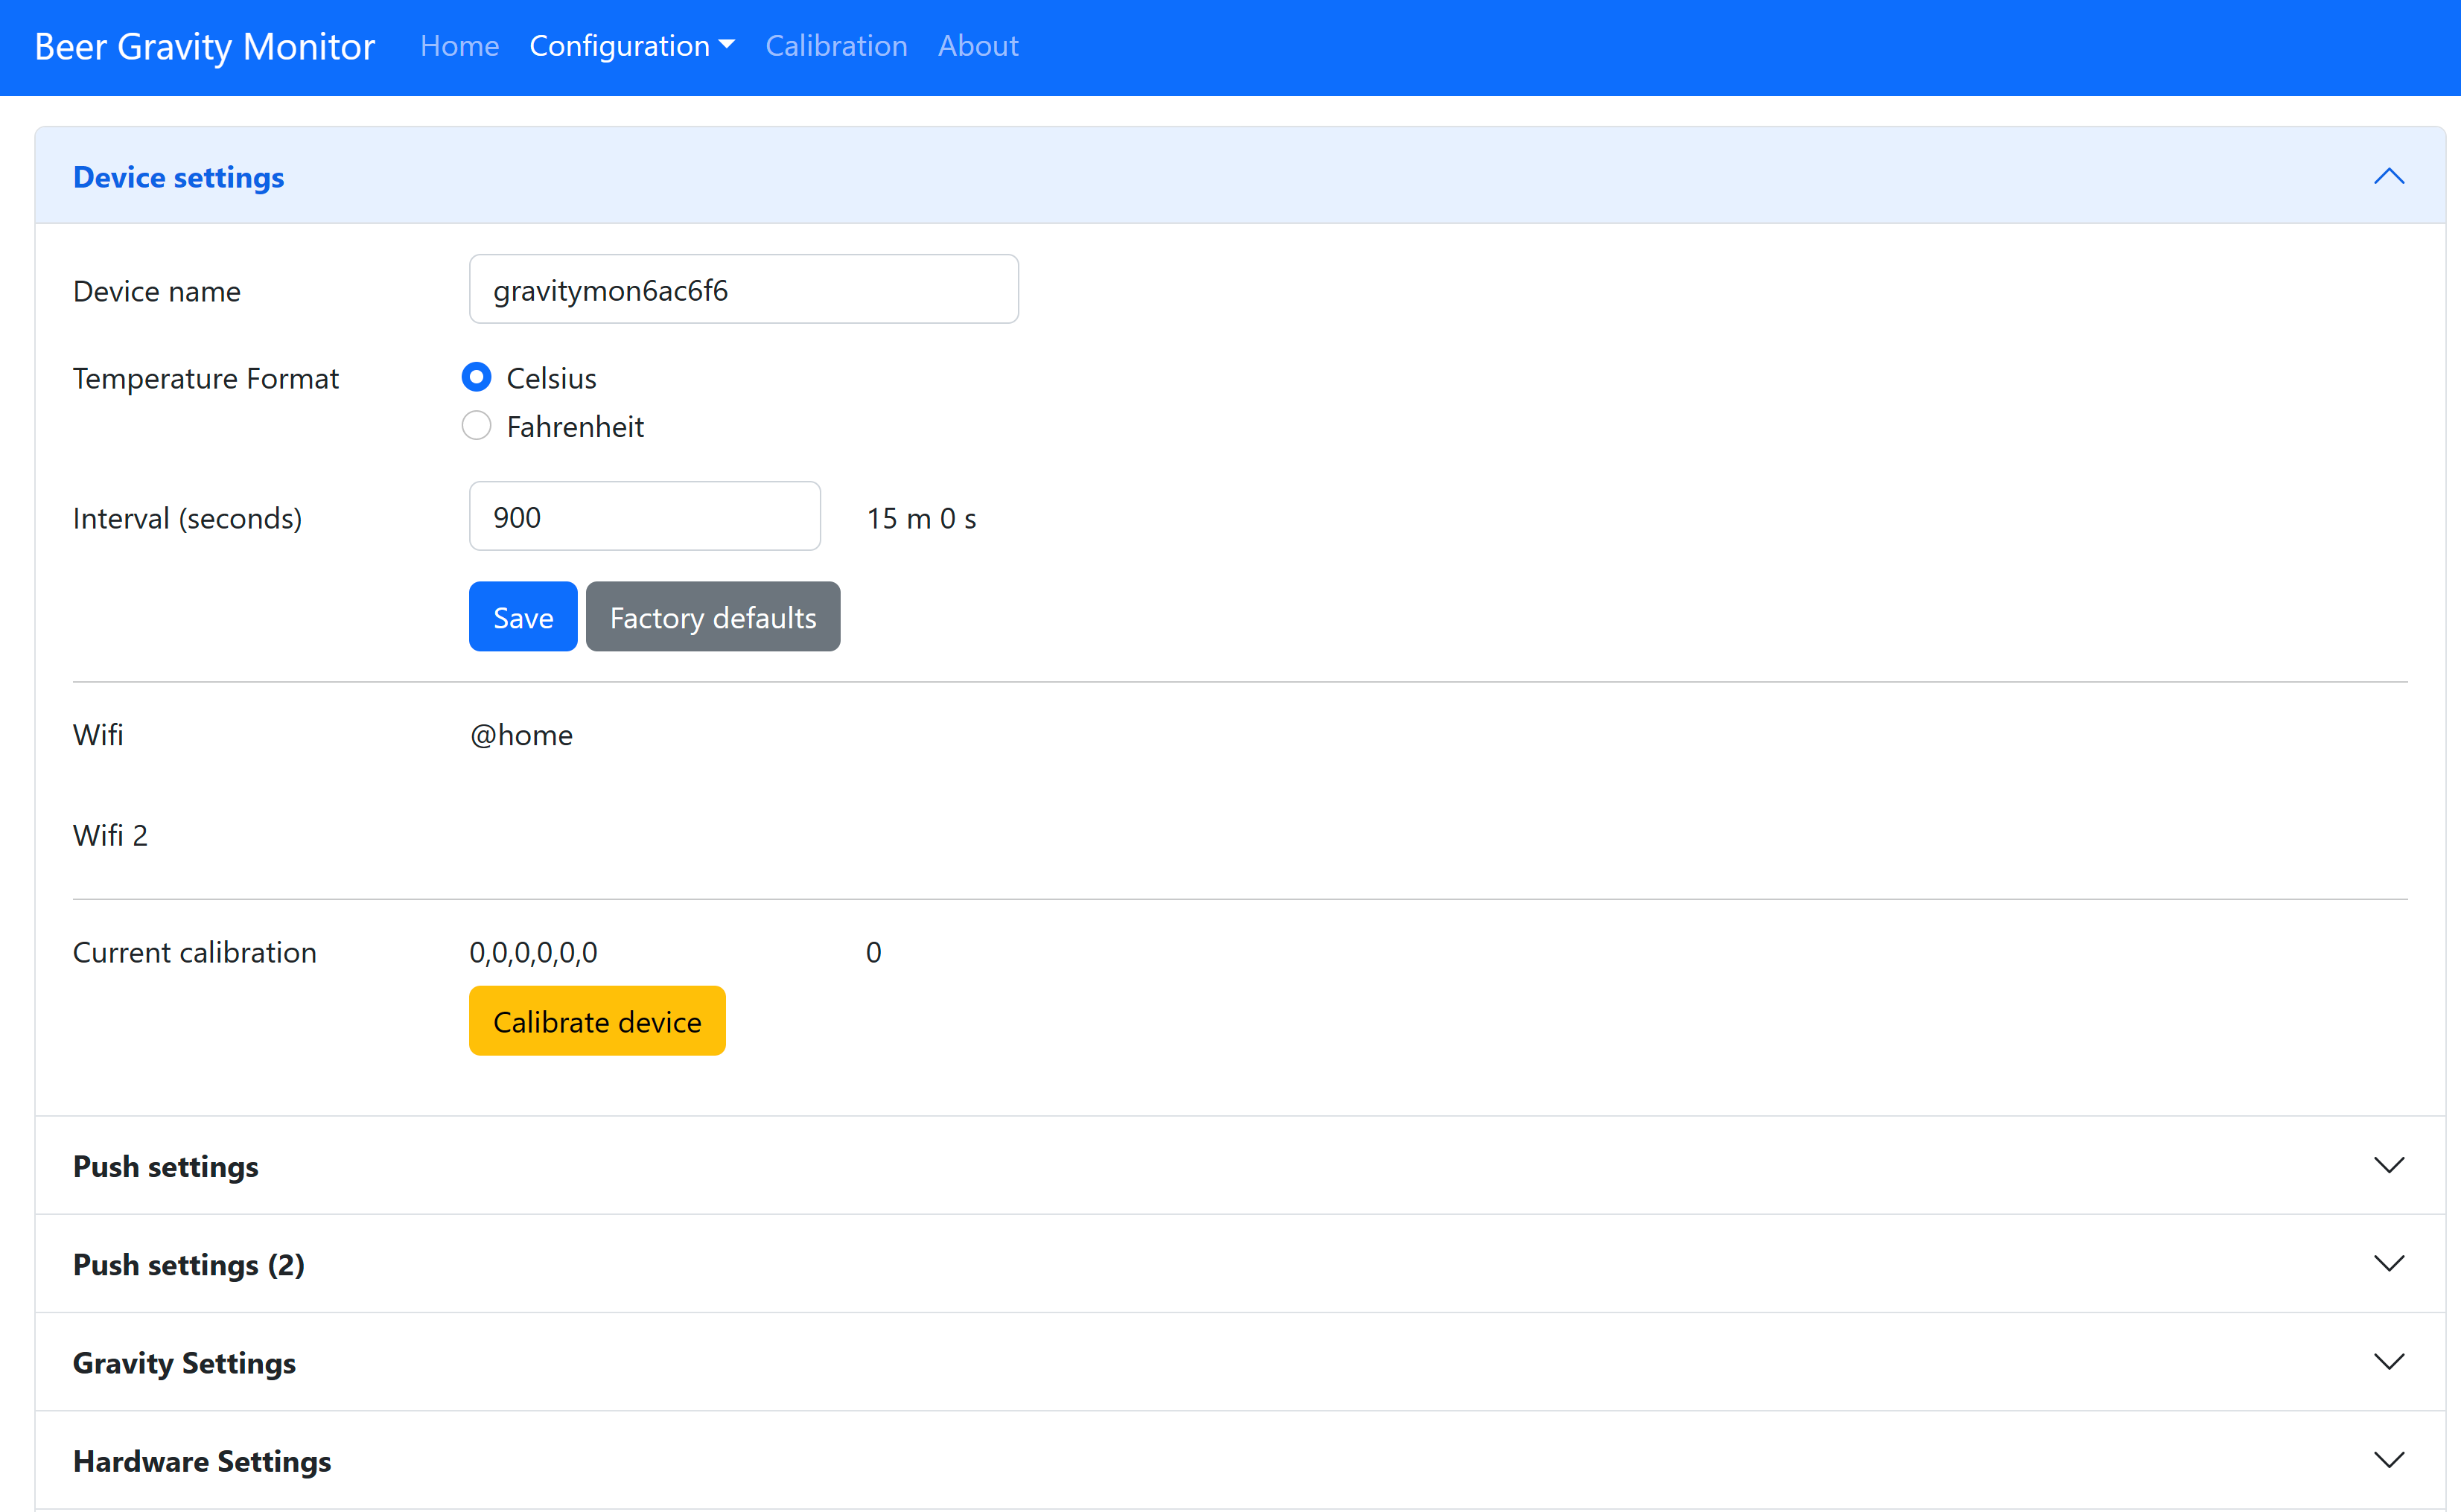 Beer Gravity Monitor Home Configuration Calibration About
Device settings
Device name gravitymon6ac6f6
Temperature Format Celsius
Fahrenheit
Interval (seconds) 900 15 m 0 s
Save Factory defaults
Wifi @home
Wifi 2
Current calibration 0,0,0,0,0,0 0
Calibrate device
Push settings
Push settings (2)
Gravity Settings
Hardware Settings